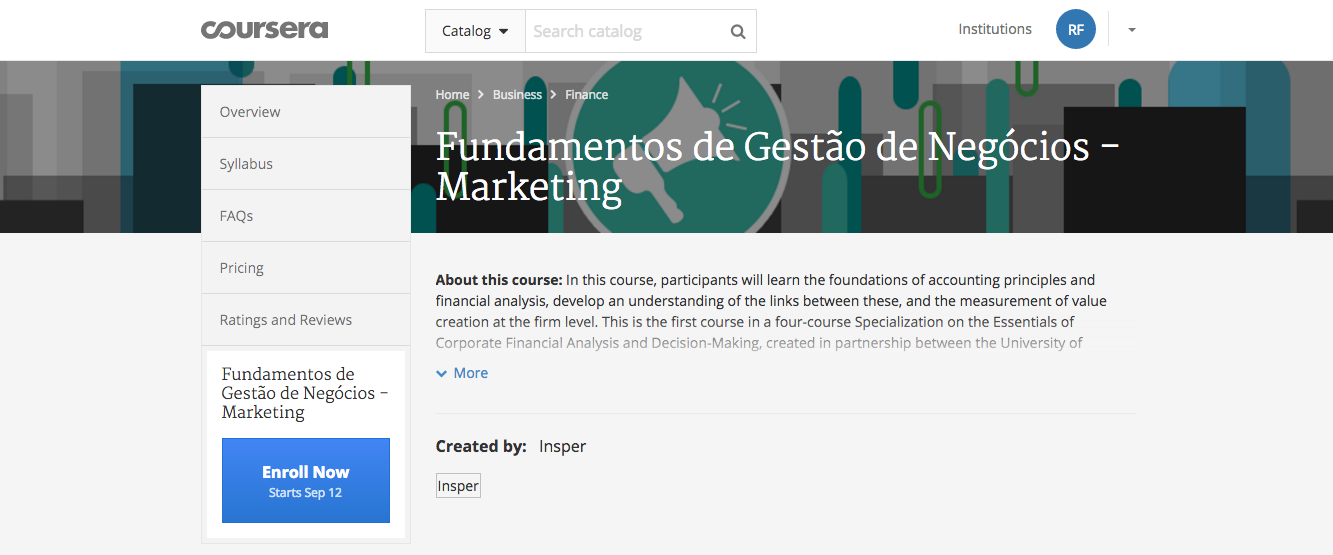 coursera
Catalog
Search catalog
Institutions
RF
Overview
Syllabus
FAQs
Pricing
Ratings and Reviews
Fundamentos de
Gestão de Negócios –
Marketing
Enroll Now
Starts Sep 12
Home > Business > Finance
Fundamentos de Gestão de Negócios –
Marketing
About this course: In this course, participants will learn the foundations of accounting principles and
financial analysis, develop an understanding of the links between these, and the measurement of value
creation at the firm level. This is the first course in a four-course Specialization on the Essentials of
Corporate Financial Analysis and Decision-Making, created in partnership between the University of
More
Created by: Insper
Insper